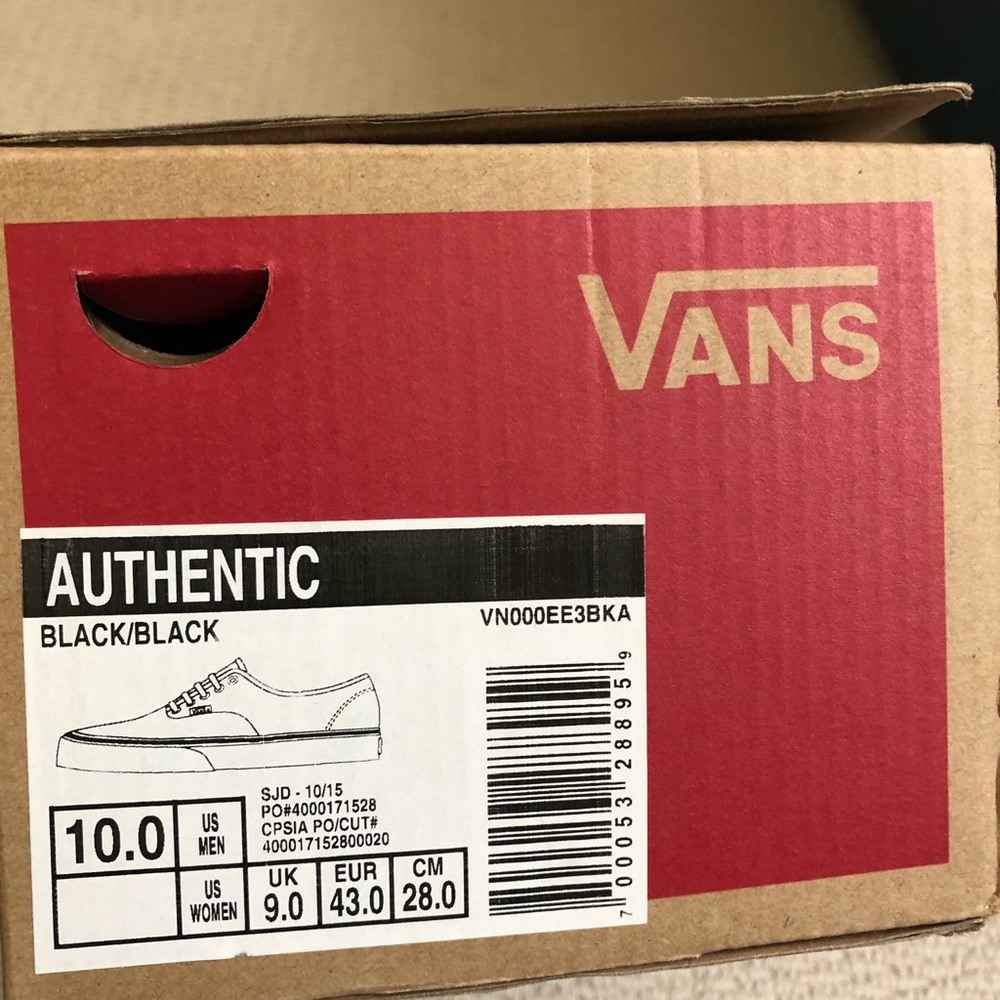 VANS
AUTHENTIC
BLACK/BLACK
VN000EE3BKA
SJD - 10/15
PO#4000171528
CPSIA PO/CUT#
400017152800020
10.0
US
MEN
US
WOMEN
UK
9.0
EUR
43.0
CM
28.0
7 00053 28895 9